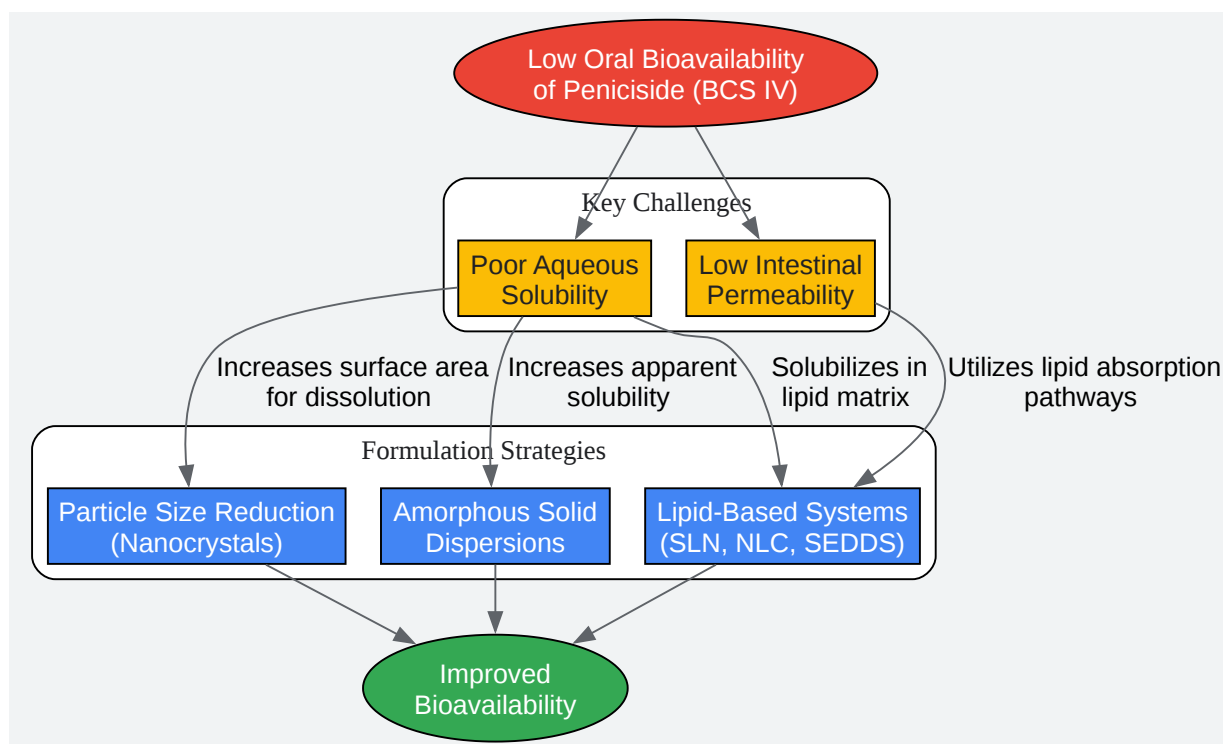 Low Oral Bioavailability
of Peniciside (BCS IV)
Key Challenges
Poor Aqueous
Solubility
Low Intestinal
Permeability
Increases surface area
for dissolution
Increases apparent
solubility
Solubilizes in
lipid matrix
Utilizes lipid absorption
pathways
Formulation Strategies
Particle Size Reduction
(Nanocrystals)
Amorphous Solid
Dispersions
Lipid-Based Systems
(SLN, NLC, SEDDS)
Improved
Bioavailability